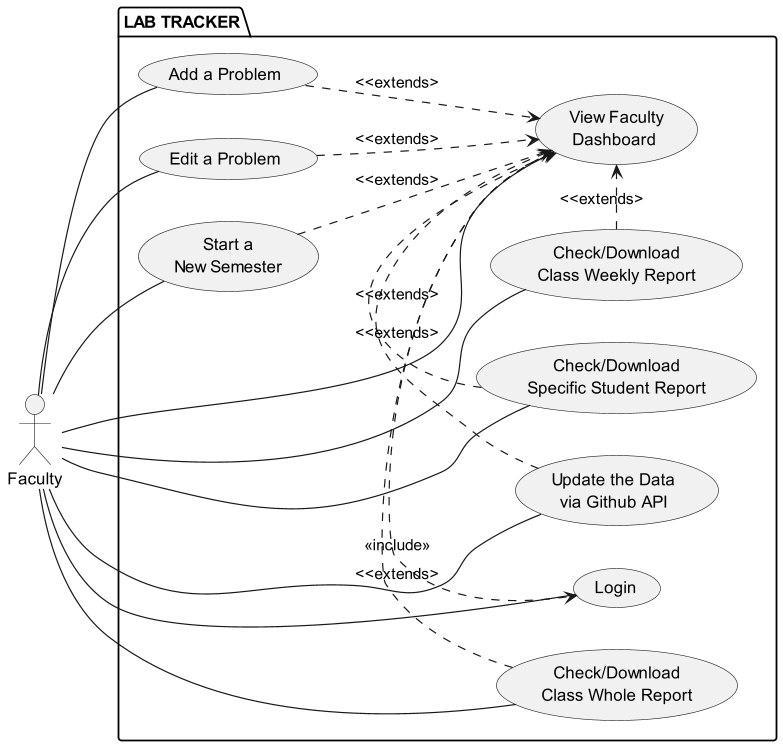 LAB TRACKER
Add a Problem
<<extends>
View Faculty
Dashboard
Edit a Problem
<<extends>
<<extends>
<<extends>
Start a
New Semester
Check/Download
Class Weekly Report
<<extends>
<<extends>
Check/Download
Specific Student Report
Faculty
Update the Data
via Github API
«include»
<<extends>
Login
Check/Download
Class Whole Report